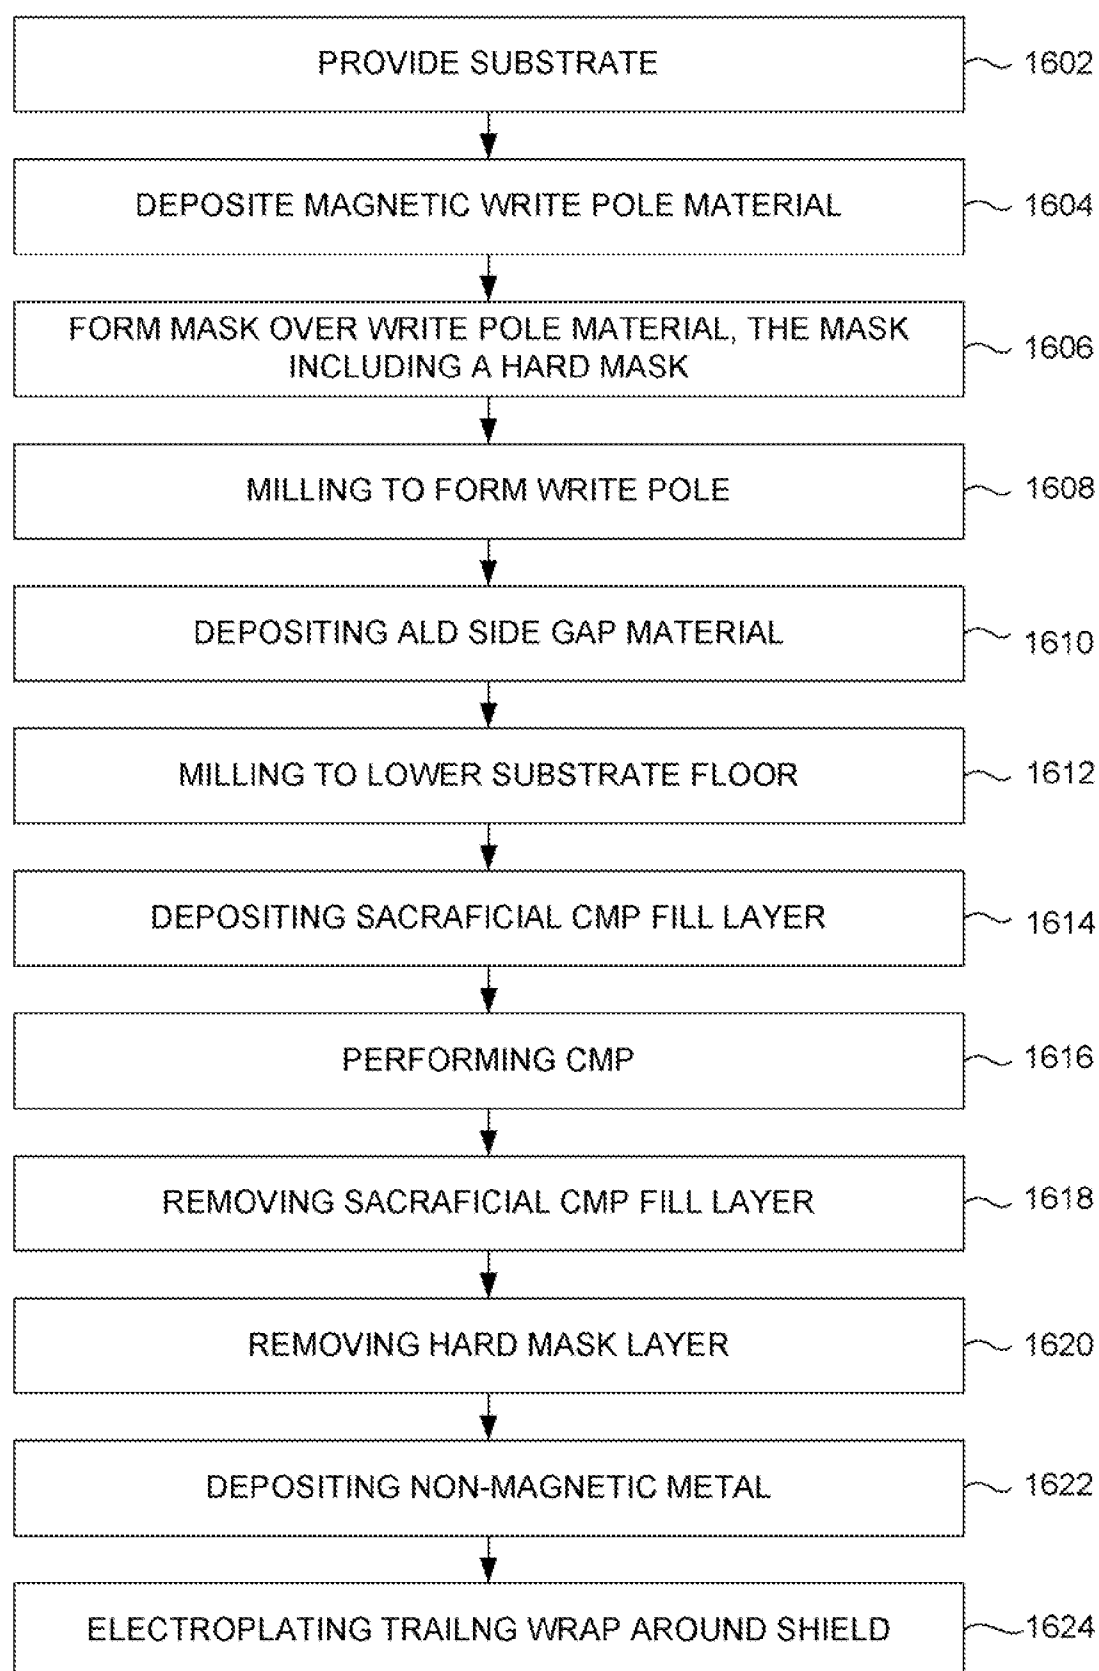 PROVIDE SUBSTRATE 1602
DEPOSITE MAGNETIC WRITE POLE MATERIAL 1604
FORM MASK OVER WRITE POLE MATERIAL, THE MASK
INCLUDING A HARD MASK 1606
MILLING TO FORM WRITE POLE 1608
DEPOSITING ALD SIDE GAP MATERIAL 1610
MILLING TO LOWER SUBSTRATE FLOOR 1612
DEPOSITING SACRAFICIAL CMP FILL LAYER 1614
PERFORMING CMP 1616
REMOVING SACRAFICIAL CMP FILL LAYER 1618
REMOVING HARD MASK LAYER 1620
DEPOSITING NON-MAGNETIC METAL 1622
ELECTROPLATING TRAILNG WRAP AROUND SHIELD 1624